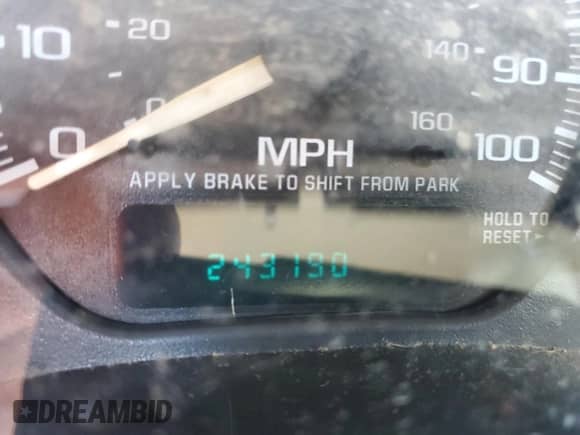 10 20 140 90
0 0 160 100
MPH
APPLY BRAKE TO SHIFT FROM PARK
HOLD TO
RESET
243190
DREAMBID